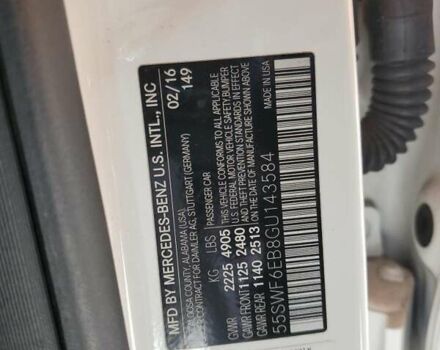 MFD BY MERCEDES-BENZ U.S. INTL., INC
02/16
149
TUSCALOOSA COUNTY, ALABAMA (USA)
UNDER CONTRACT FOR DAIMLER AG, STUTTGART (GERMANY)
PASSENGER CAR
KG LBS
GVWR 2225 4905
GAWR FRONT 1125 2480
GAWR REAR 1140 2513
THIS VEHICLE CONFORMS TO ALL APPLICABLE
U.S. FEDERAL MOTOR VEHICLE SAFETY, BUMPER
AND THEFT PREVENTION STANDARDS IN EFFECT
ON THE DATE OF MANUFACTURE SHOWN ABOVE
55SWF6EB8GU143584
MADE IN USA